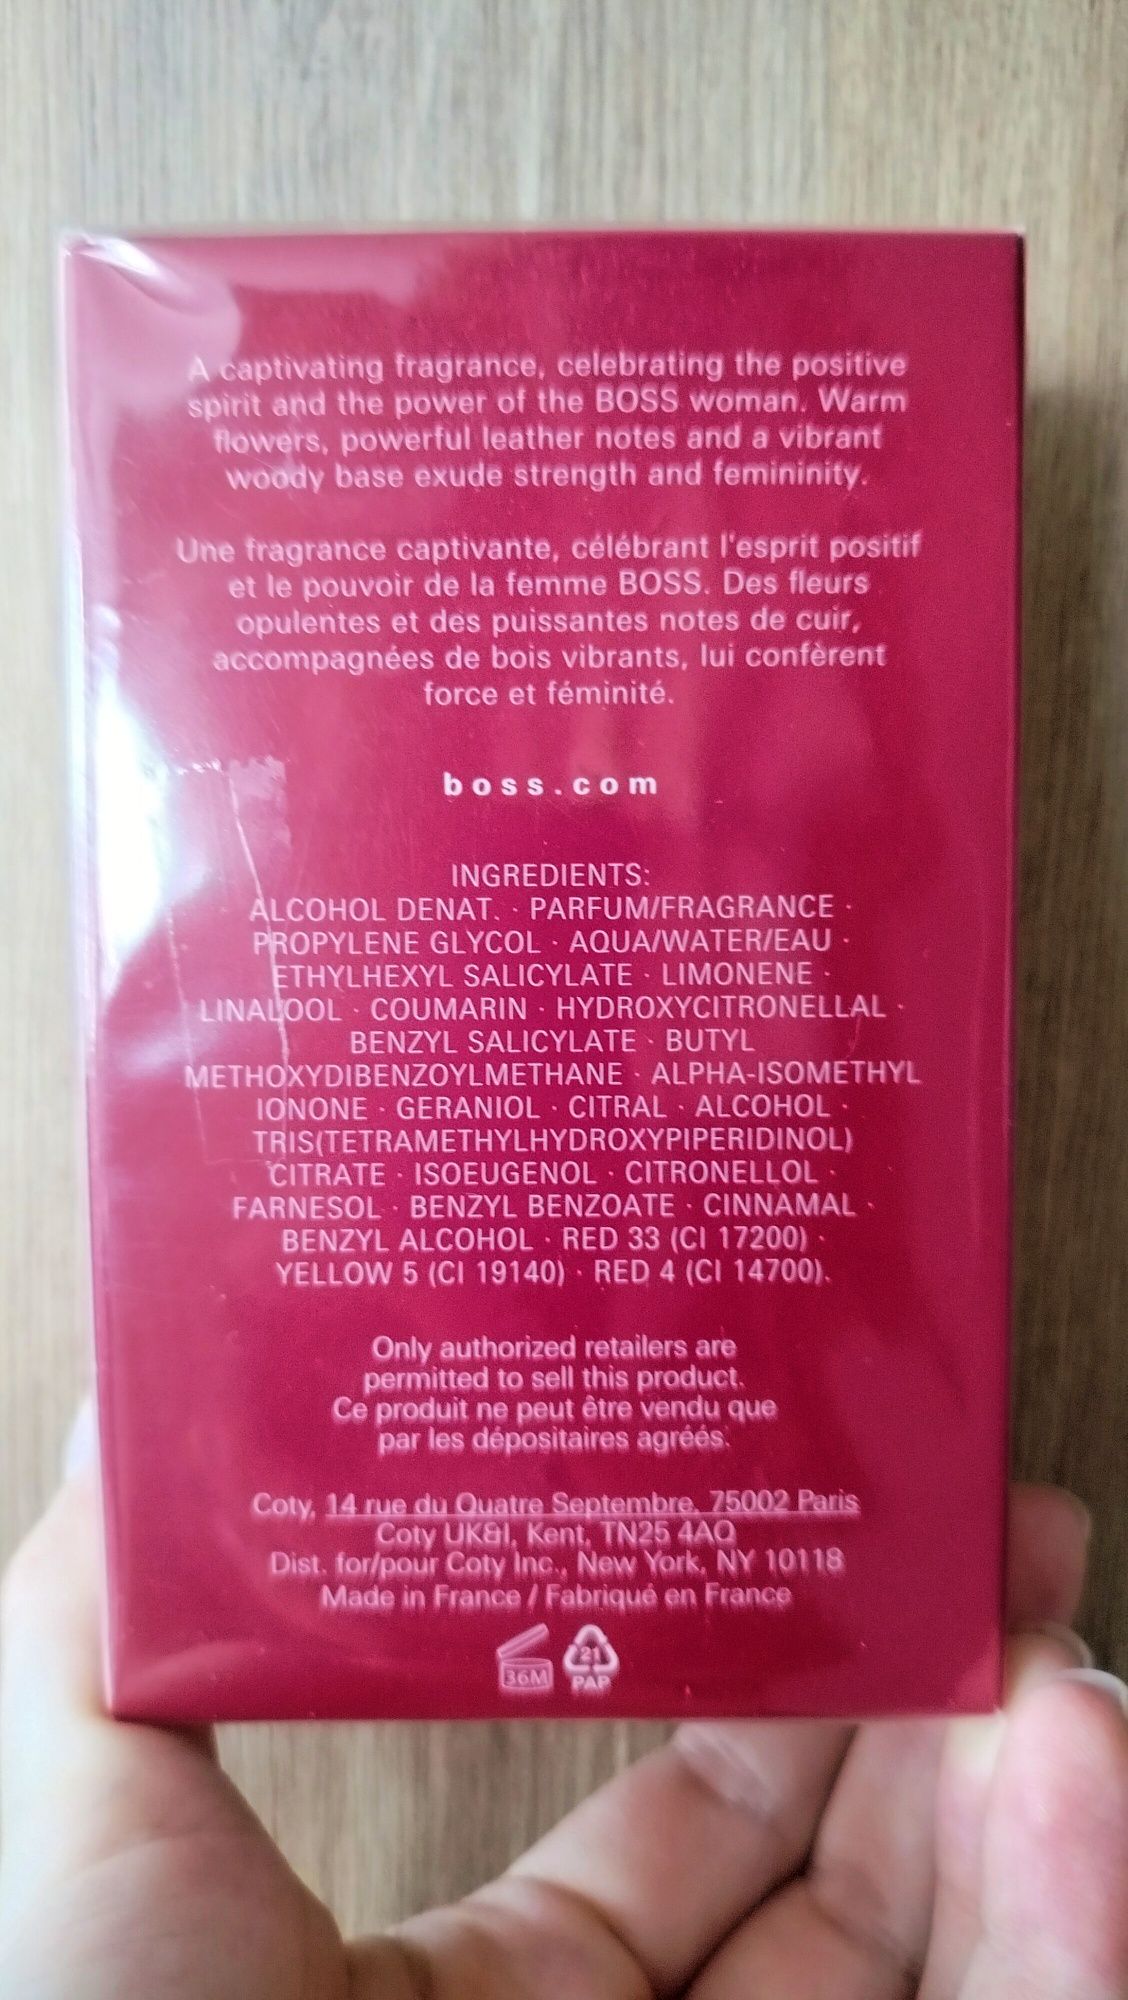 A captivating fragrance, celebrating the positive
spirit and the power of the BOSS woman. Warm
flowers, powerful leather notes and a vibrant
woody base exude strength and femininity.
Une fragrance captivante, célébrant l'esprit positif
et le pouvoir de la femme BOSS. Des fleurs
opulentes et des puissantes notes de cuir,
accompagnées de bois vibrants, lui confèrent
force et féminité.
boss.com
INGREDIENTS:
ALCOHOL DENAT. · PARFUM/FRAGRANCE ·
PROPYLENE GLYCOL · AQUA/WATER/EAU ·
ETHYLHEXYL SALICYLATE · LIMONENE ·
LINALOOL · COUMARIN · HYDROXYCITRONELLAL ·
BENZYL SALICYLATE · BUTYL
METHOXYDIBENZOYLMETHANE · ALPHA-ISOMETHYL
IONONE · GERANIOL · CITRAL · ALCOHOL ·
TRIS(TETRAMETHYLHYDROXYPIPERIDINOL)
CITRATE · ISOEUGENOL · CITRONELLOL ·
FARNESOL · BENZYL BENZOATE · CINNAMAL ·
BENZYL ALCOHOL · RED 33 (CI 17200) ·
YELLOW 5 (CI 19140) · RED 4 (CI 14700).
Only authorized retailers are
permitted to sell this product.
Ce produit ne peut être vendu que
par les dépositaires agréés.
Coty, 14 rue du Quatre Septembre, 75002 Paris
Coty UK&I, Kent, TN25 4AQ
Dist. for/pour Coty Inc., New York, NY 10118
Made in France / Fabriqué en France
36M
21
PAP